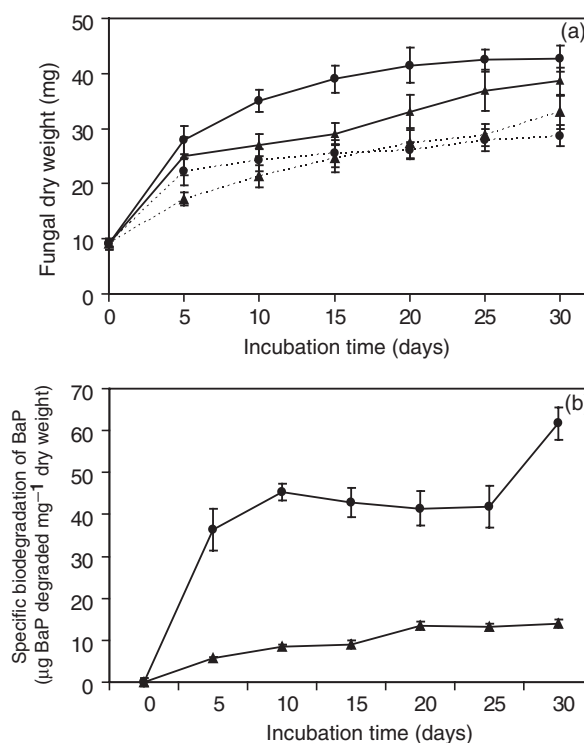 (a)
50
40
30
20
10
0
Fungal dry weight (mg)
0 5 10 15 20 25 30
Incubation time (days)
(b
70
60
50
40
30
20
10
0
Specific biodegradation of BaP
(μg BaP degraded mg−1 dry weight)
0 5 10 15 20 25 30
Incubation time (days)